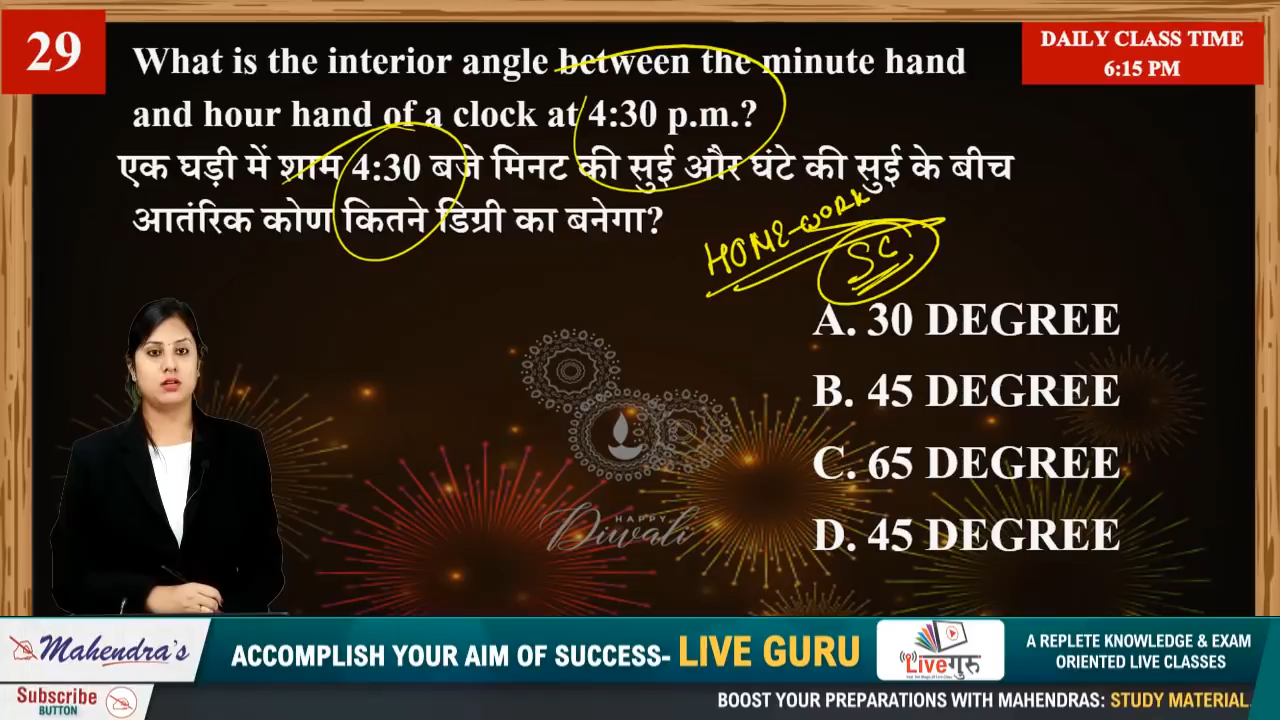 29
What is the interior angle between the minute hand
and hour hand of a clock at 4:30 p.m.?
एक घड़ी में शाम 4:30 बजे मिनट की सुई और घंटे की सुई के बीच
आतंरिक कोण कितने डिग्री का बनेगा?
DAILY CLASS TIME
6:15 PM
HOME-WORK
SC
A. 30 DEGREE
B. 45 DEGREE
C. 65 DEGREE
D. 45 DEGREE
HAPPY
Diwali
Mahendra's
ACCOMPLISH YOUR AIM OF SUCCESS- LIVE GURU
Liveगुरु
A REPLETE KNOWLEDGE & EXAM
ORIENTED LIVE CLASSES
Subscribe
BUTTON
BOOST YOUR PREPARATIONS WITH MAHENDRAS: STUDY MATERIAL.